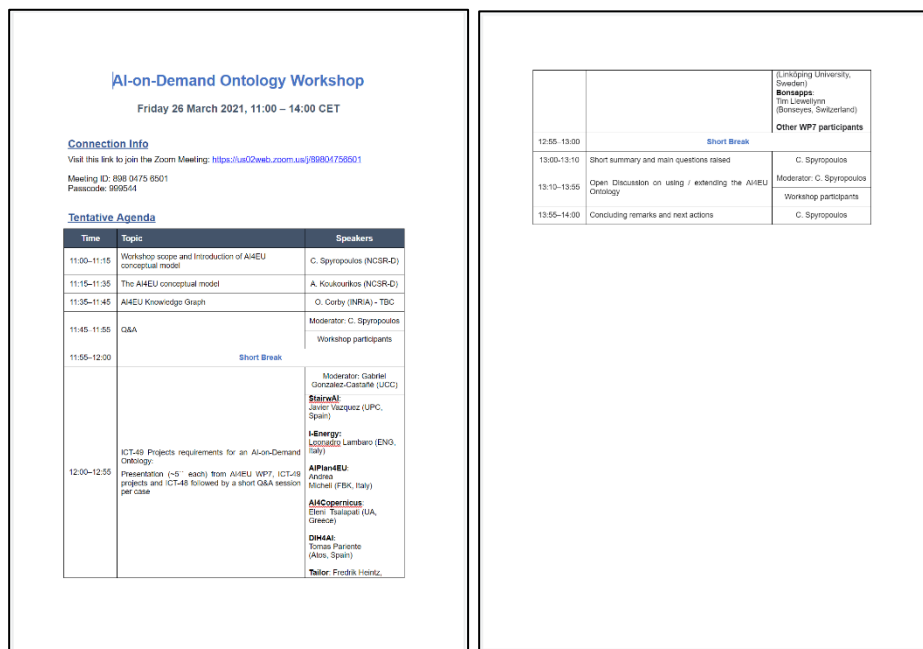 AI-on-Demand Ontology Workshop
Friday 26 March 2021, 11:00 – 14:00 CET
Connection Info
Visit this link to join the Zoom Meeting: https://us02web.zoom.us/j/89804756501
Meeting ID: 898 0475 6501
Passcode: 999544
Tentative Agenda
Time Topic Speakers
11:00–11:15 Workshop scope and Introduction of AI4EU
conceptual model
C. Spyropoulos (NCSR-D)
11:15–11:35 The AI4EU conceptual model A. Koukourikos (NCSR-D)
11:35–11:45 AI4EU Knowledge Graph O. Corby (INRIA) - TBC
11:45–11:55 Q&A
Moderator: C. Spyropoulos
Workshop participants
11:55–12:00 Short Break
12:00–12:55
ICT-49 Projects requirements for an AI-on-Demand
Ontology:
Presentation (~5`` each) from AI4EU WP7, ICT-49
projects and ICT-48 followed by a short Q&A session
per case
Moderator: Gabriel
Gonzalez-Castañé (UCC)
StairwAI:
Javier Vazquez (UPC,
Spain)
I-Energy:
Leonadro Lambaro (ENG,
Italy)
AIPlan4EU:
Andrea
Micheli (FBK, Italy)
AI4Copernicus:
Eleni Tsalapati (UA,
Greece)
DIH4AI:
Tomas Pariente
(Atos, Spain)
Tailor: Fredrik Heintz,
(Linköping University,
Sweden)
Bonsapps:
Tim Llewellynn
(Bonseyes, Switzerland)
Other WP7 participants
12:55–13:00 Short Break
13:00-13:10 Short summary and main questions raised C. Spyropoulos
13:10–13:55 Open Discussion on using / extending the AI4EU
Ontology
Moderator: C. Spyropoulos
Workshop participants
13:55–14:00 Concluding remarks and next actions C. Spyropoulos